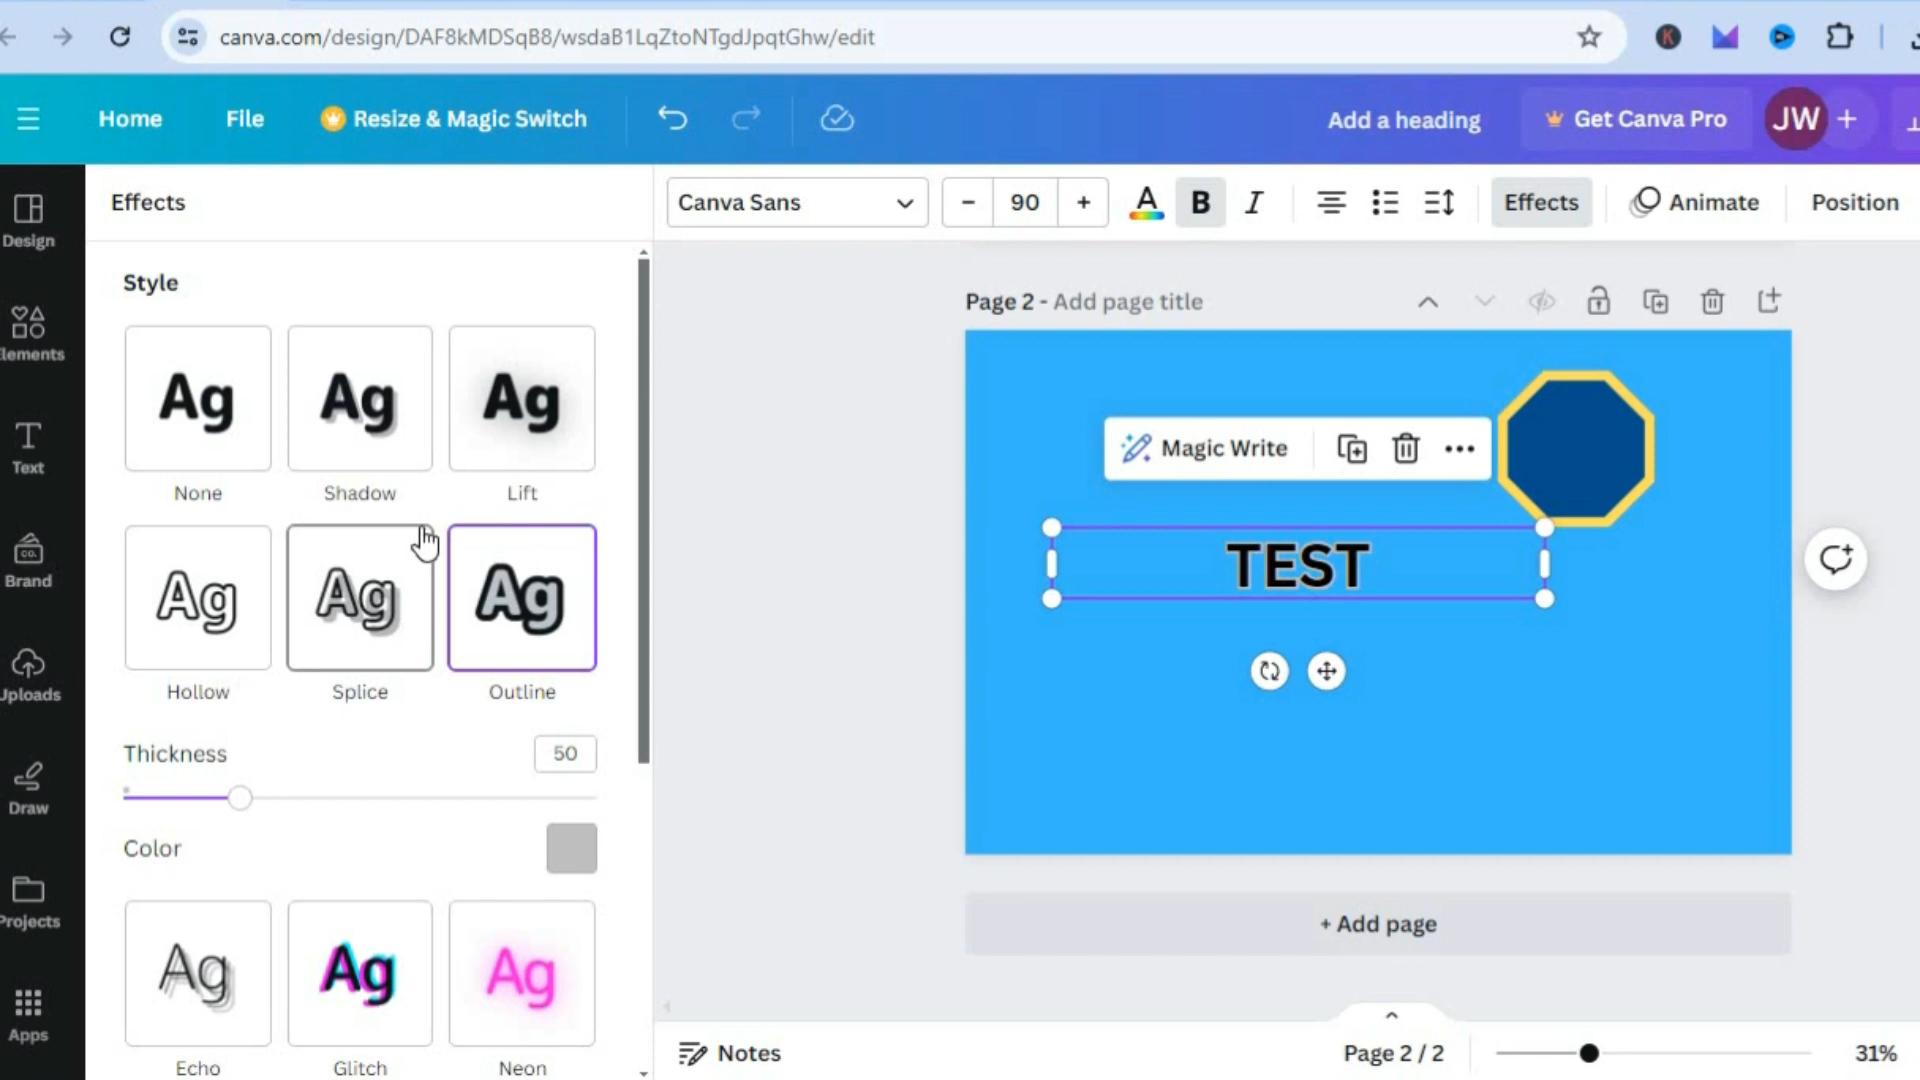 canva.com/design/DAF8kMDSqB8/wsdaB1LqZtoNTgdJpqtGhw/edit
K
Home
File
Resize & Magic Switch
Add a heading
Get Canva Pro
JW
+
Effects
Canva Sans
− 90 +
A
B
I
Effects
Animate
Position
Design
Elements
Text
CO.
Brand
Uploads
Draw
Projects
Apps
Style
Ag
Ag
Ag
None
Shadow
Lift
Ag
Ag
Ag
Hollow
Splice
Outline
Thickness
50
Color
Ag
Ag
Ag
Echo
Glitch
Neon
Page 2 - Add page title
Magic Write
TEST
+ Add page
Notes
Page 2 / 2
31%